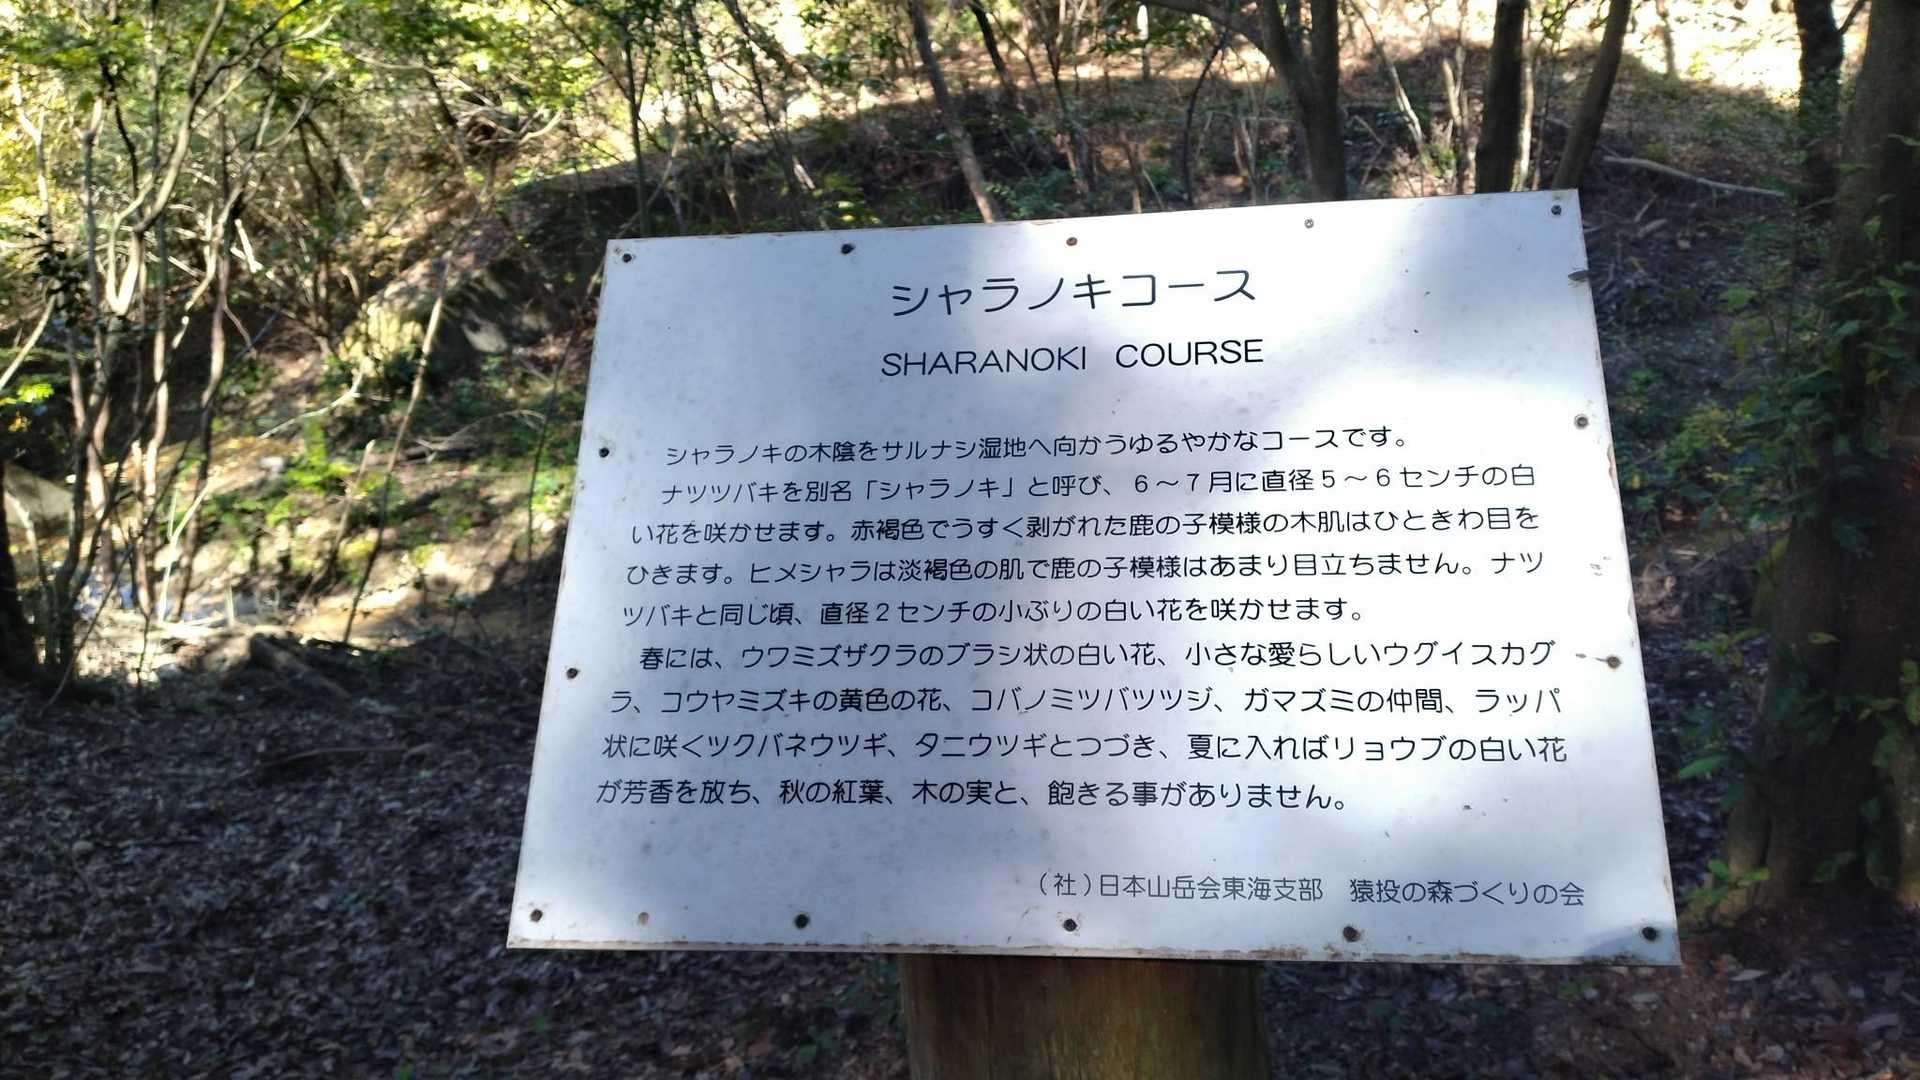 シャラノキコース
SHARANOKI COURSE
シャラノキの木陰をサルナシ湿地へ向かうゆるやかなコースです。
ナツツバキを別名「シャラノキ」と呼び、6~7月に直径5~6センチの白
い花を咲かせます。赤褐色でうすく剥がれた鹿の子模様の木肌はひときわ目を
ひきます。ヒメシャラは淡褐色の肌で鹿の子模様はあまり目立ちません。ナツ
ツバキと同じ頃、直径2センチの小ぶりの白い花を咲かせます。
春には、ウワミズザクラのブラシ状の白い花、小さな愛らしいウグイスカグ
ラ、コウヤミズキの黄色の花、コバノミツバツツジ、ガマズミの仲間、ラッパ
状に咲くツクバネウツギ、タニウツギとつづき、夏に入ればリョウブの白い花
が芳香を放ち、秋の紅葉、木の実と、飽きる事がありません。
(社)日本山岳会東海支部 猿投の森づくりの会